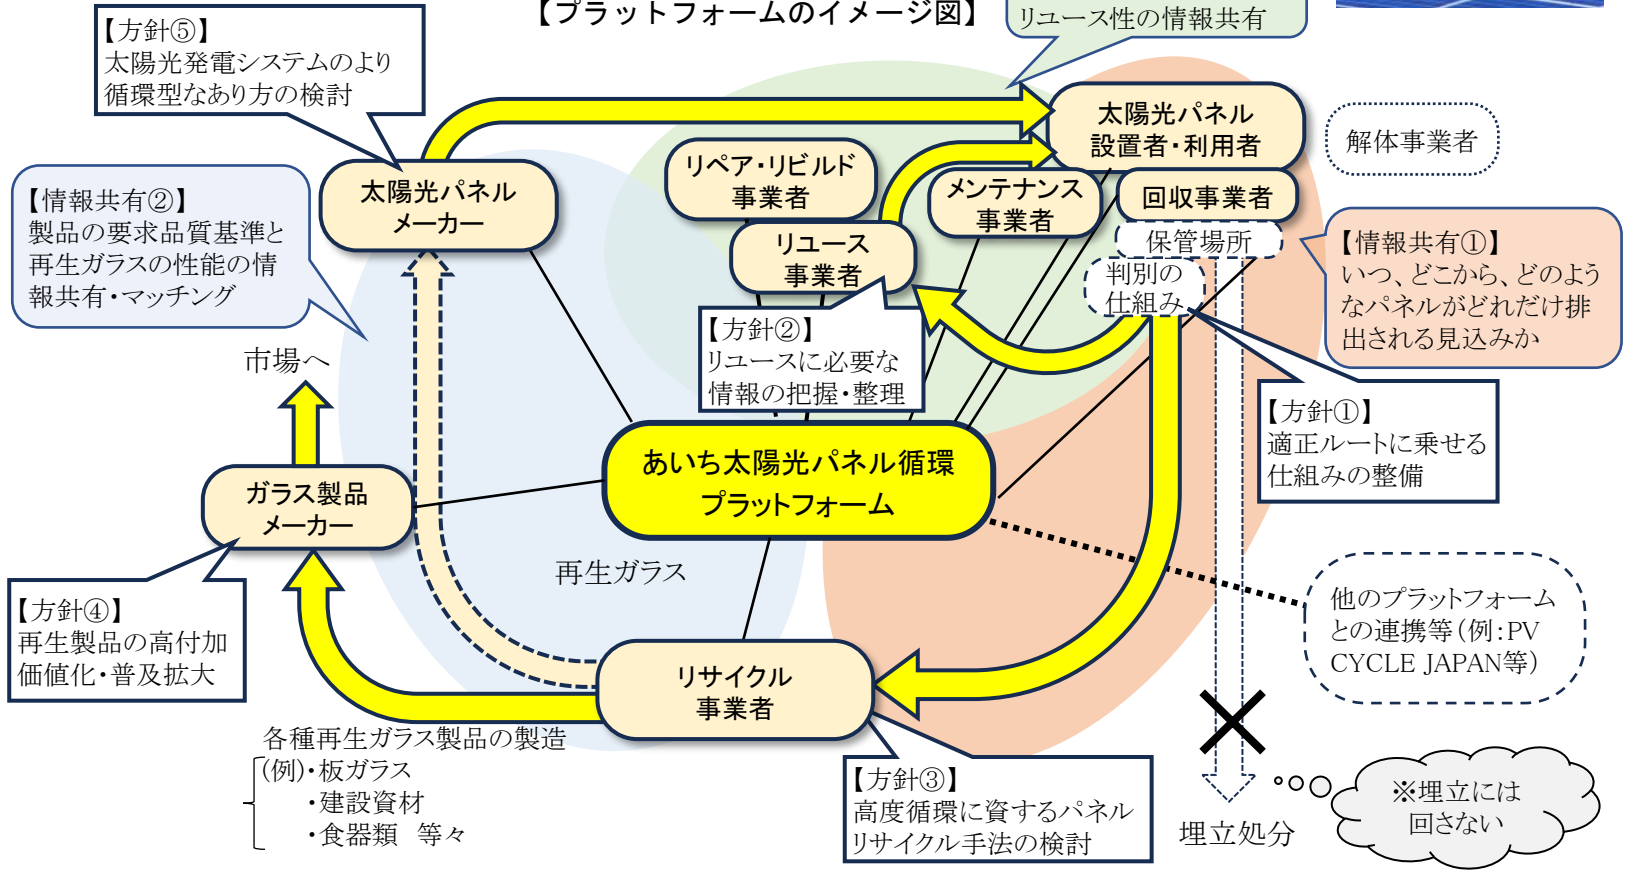 【プラットフォームのイメージ図】
リユース性の情報共有
【方針⑤】
太陽光発電システムのより
循環型なあり方の検討
太陽光パネル
設置者・利用者
解体事業者
リペア・リビルド
事業者
メンテナンス
事業者
回収事業者
保管場所
判別の
仕組み
太陽光パネル
メーカー
リユース
事業者
【情報共有②】
製品の要求品質基準と
再生ガラスの性能の情
報共有・マッチング
【情報共有①】
いつ、どこから、どのよう
なパネルがどれだけ排
出される見込みか
【方針②】
リユースに必要な
情報の把握・整理
市場へ
【方針①】
適正ルートに乗せる
仕組みの整備
あいち太陽光パネル循環
プラットフォーム
ガラス製品
メーカー
再生ガラス
【方針④】
再生製品の高付加
価値化・普及拡大
他のプラットフォーム
との連携等(例:PV
CYCLE JAPAN等)
リサイクル
事業者
各種再生ガラス製品の製造
(例)・板ガラス
・建設資材
・食器類 等々
【方針③】
高度循環に資するパネル
リサイクル手法の検討
埋立処分
※埋立には
回さない